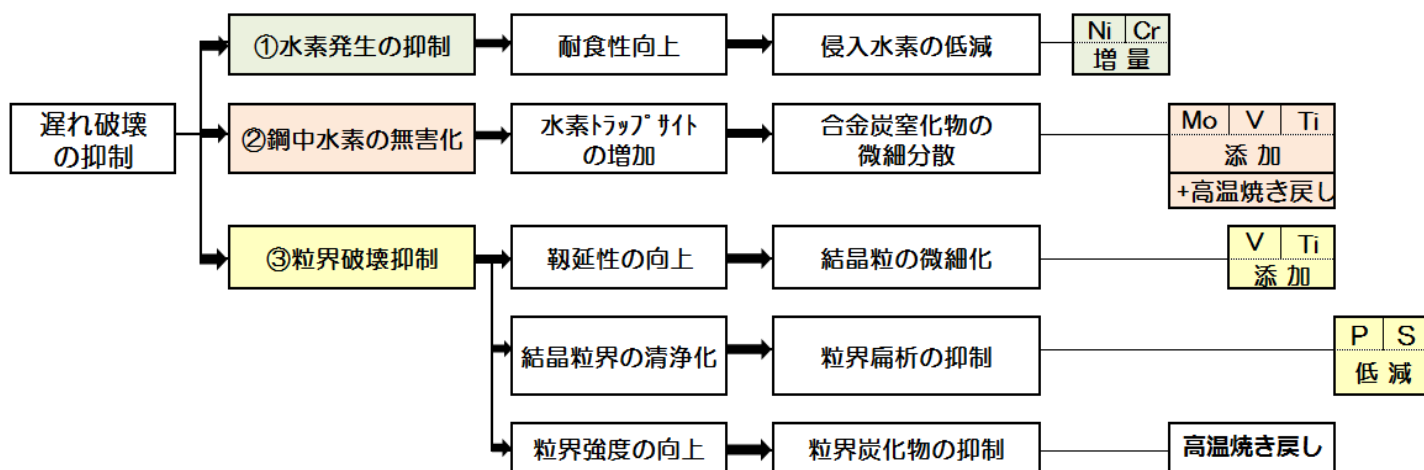 ①水素発生の抑制
耐食性向上
侵入水素の低減
Ni Cr
増 量
遅れ破壊
の抑制
②鋼中水素の無害化
水素ﾄﾗｯﾌﾟｻｲﾄ
の増加
合金炭窒化物の
微細分散
Mo V Ti
添 加
+高温焼き戻し
③粒界破壊抑制
靱延性の向上
結晶粒の微細化
V Ti
添 加
結晶粒界の清浄化
粒界扁析の抑制
P S
低 減
粒界強度の向上
粒界炭化物の抑制
高温焼き戻し